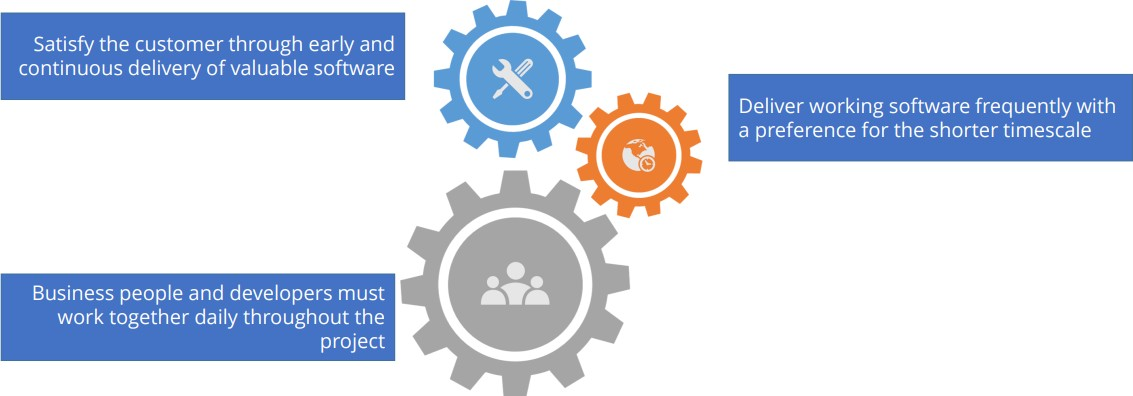 Satisfy the customer through early and
continuous delivery of valuable software
Deliver working software frequently with
a preference for the shorter timescale
Business people and developers must
work together daily throughout the
project